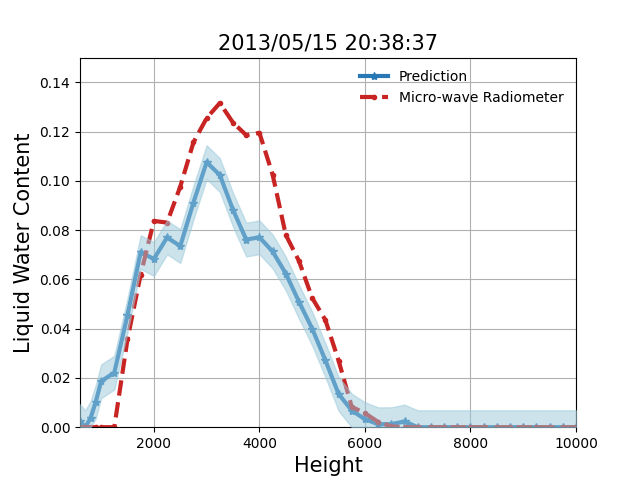 2013/05/15 20:38:37
Prediction
Micro-wave Radiometer
Liquid Water Content
0.14
0.12
0.10
0.08
0.06
0.04
0.02
0.00
2000 4000 6000 8000 10000
Height